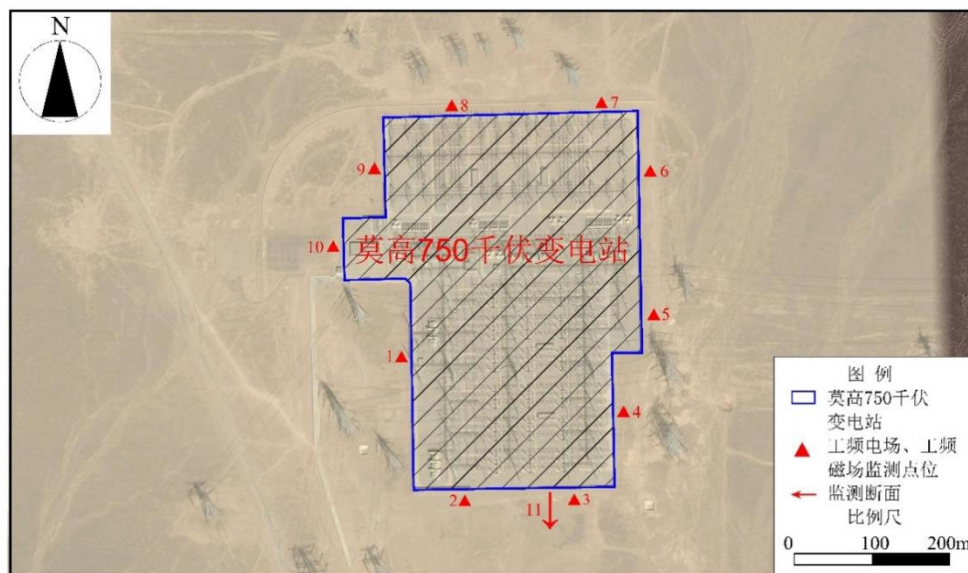 N
8
7
9
6
10
莫高750千伏变电站
5
1
4
2
11
3
图 例
莫高750千伏
变电站
工频电场、工频
磁场监测点位
监测断面
比例尺
0 100 200m